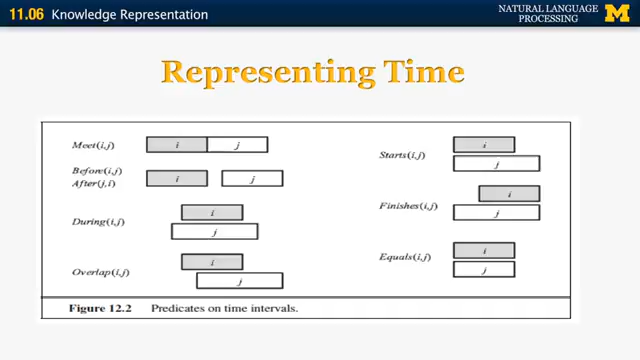 11.06 Knowledge Representation
NATURAL LANGUAGE
PROCESSING
M
Representing Time
Meet(i,j)
i
j
Before(i,j)
After(j,i)
i
j
During(i,j)
i
j
Overlap(i,j)
i
j
Starts(i,j)
i
j
Finishes(i,j)
i
j
Equals(i,j)
i
j
Figure 12.2 Predicates on time intervals.